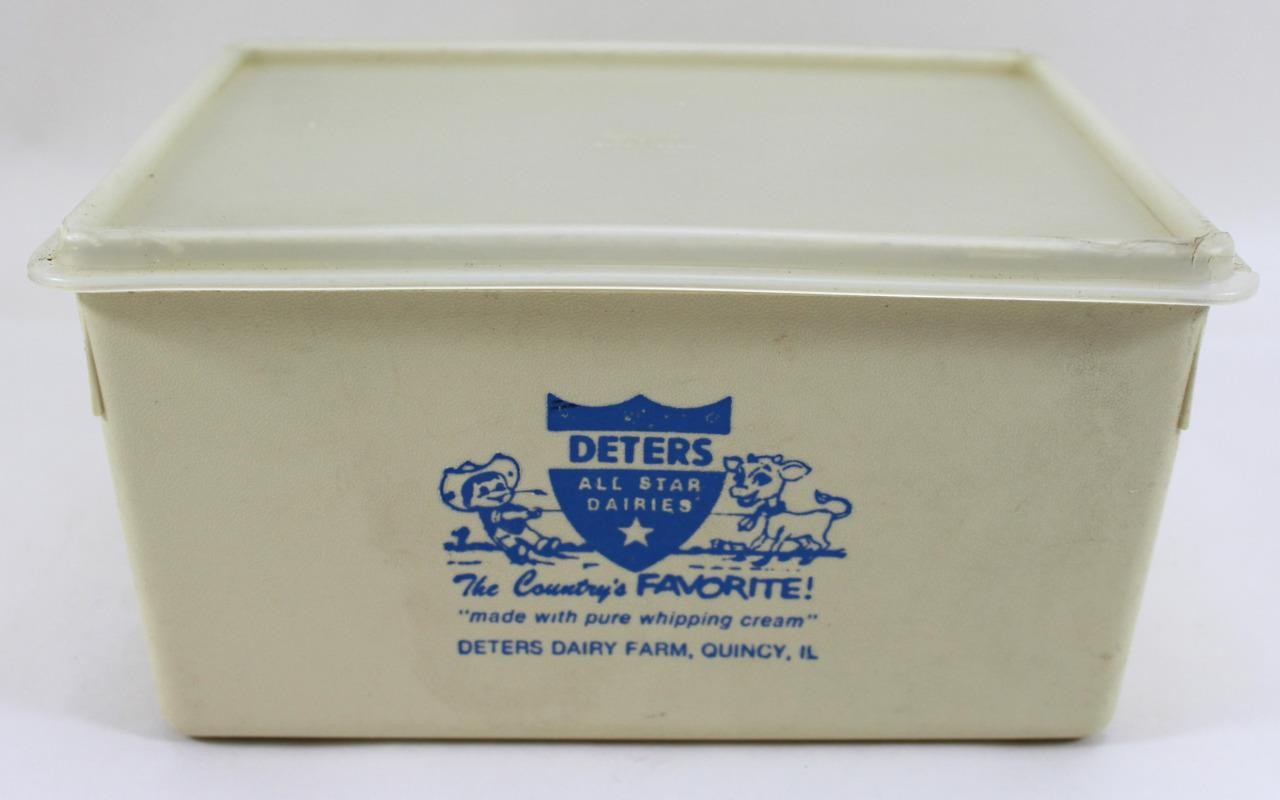 DETERS
ALL STAR
DAIRIES
The Country's FAVORITE!
"made with pure whipping cream"
DETERS DAIRY FARM, QUINCY, IL